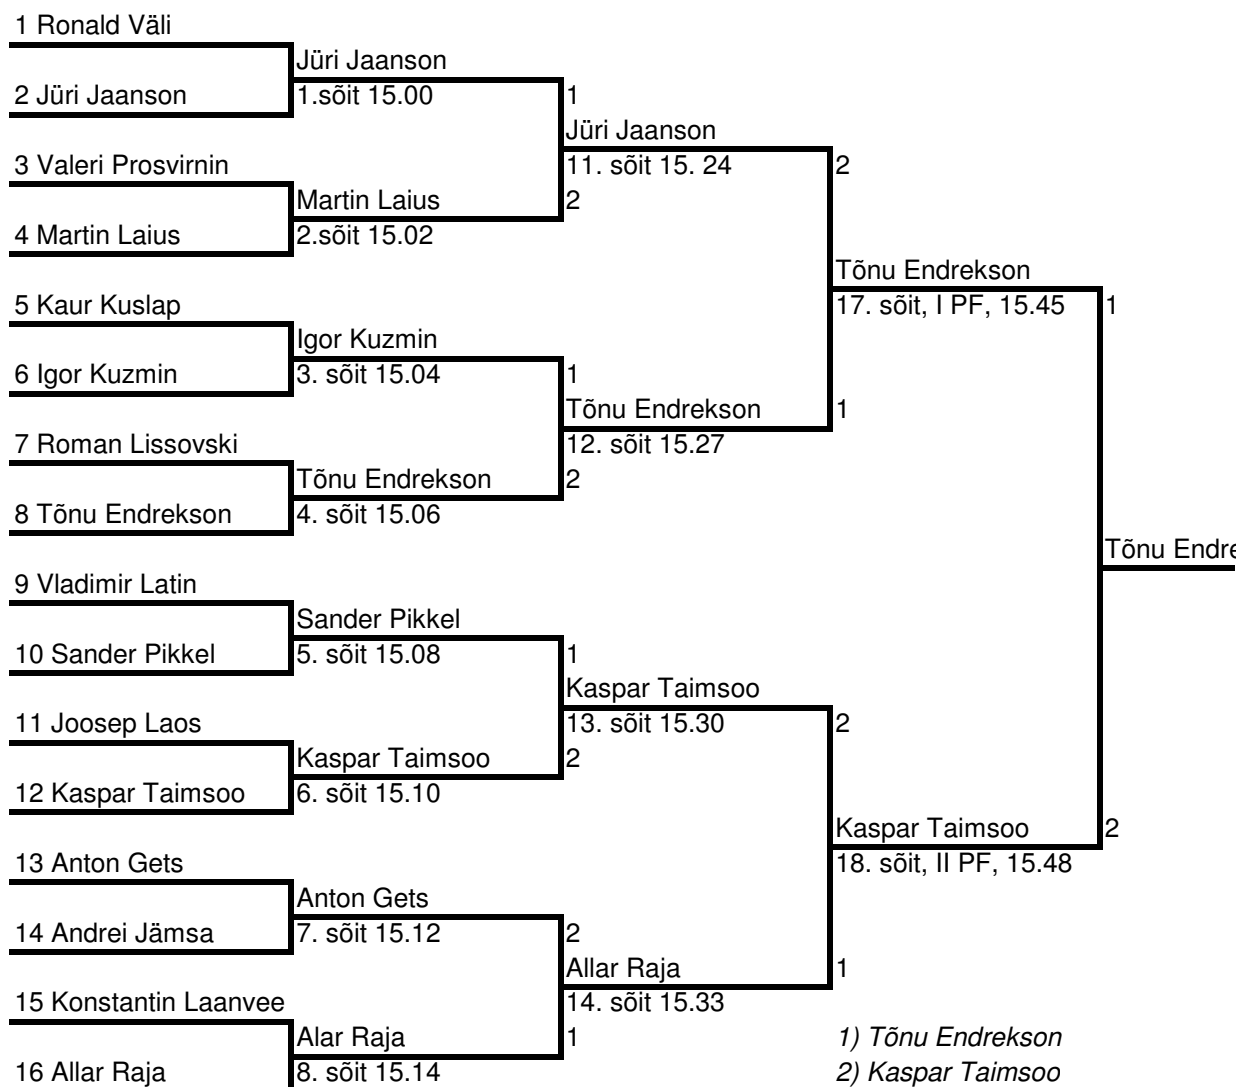 1 Ronald Väli
Jüri Jaanson
2 Jüri Jaanson
1.sõit 15.00
1
Jüri Jaanson
3 Valeri Prosvirnin
11. sõit 15. 24
2
Martin Laius
2
4 Martin Laius
2.sõit 15.02
Tõnu Endrekson
5 Kaur Kuslap
17. sõit, I PF, 15.45
1
Igor Kuzmin
6 Igor Kuzmin
3. sõit 15.04
1
Tõnu Endrekson
1
7 Roman Lissovski
12. sõit 15.27
Tõnu Endrekson
2
8 Tõnu Endrekson
4. sõit 15.06
Tõnu Endre
9 Vladimir Latin
Sander Pikkel
10 Sander Pikkel
5. sõit 15.08
1
Kaspar Taimsoo
11 Joosep Laos
13. sõit 15.30
2
Kaspar Taimsoo
2
12 Kaspar Taimsoo
6. sõit 15.10
Kaspar Taimsoo
2
13 Anton Gets
18. sõit, II PF, 15.48
Anton Gets
14 Andrei Jämsa
7. sõit 15.12
2
Allar Raja
1
15 Konstantin Laanvee
14. sõit 15.33
Alar Raja
1
1) Tõnu Endrekson
16 Allar Raja
8. sõit 15.14
2) Kaspar Taimsoo